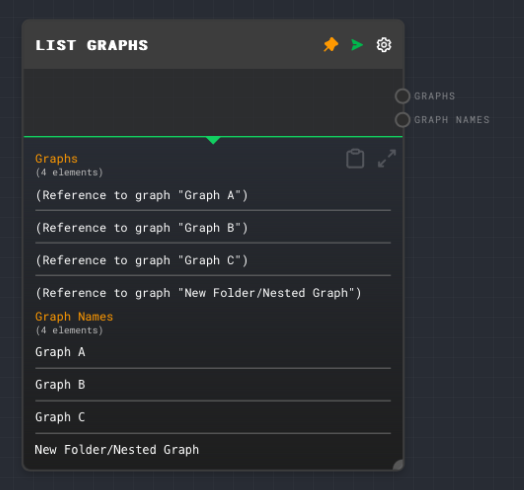 LIST GRAPHS
GRAPHS
GRAPH NAMES
Graphs
(4 elements)
(Reference to graph "Graph A")
(Reference to graph "Graph B")
(Reference to graph "Graph C")
(Reference to graph "New Folder/Nested Graph")
Graph Names
(4 elements)
Graph A
Graph B
Graph C
New Folder/Nested Graph